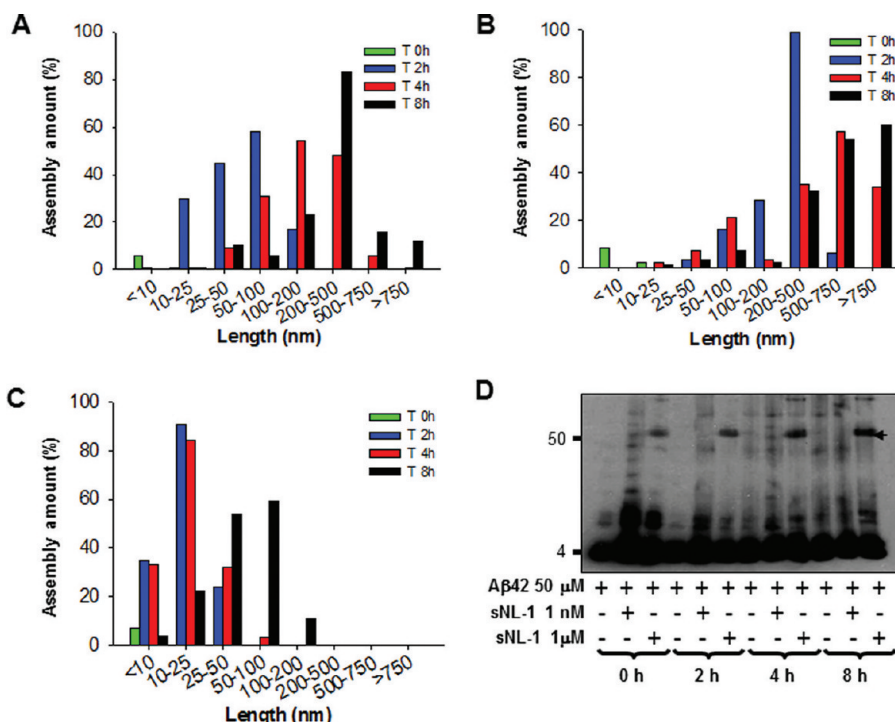 A
Assembly amount (%)
100
80
60
40
20
0
T 0h
T 2h
T 4h
T 8h
<10
10-25
25-50
50-100
100-200
200-500
500-750
>750
Length (nm)
B
Assembly amount (%)
100
80
60
40
20
0
T 0h
T 2h
T 4h
T 8h
<10
10-25
25-50
50-100
100-200
200-500
500-750
>750
Length (nm)
C
Assembly amount (%)
100
80
60
40
20
0
T 0h
T 2h
T 4h
T 8h
<10
10-25
25-50
50-100
100-200
200-500
500-750
>750
Length (nm)
D
50
4
Aβ42 50 μM + + + + + + + + + + + +
sNL-1 1 nM - + - - + - - + - - + -
sNL-1 1μM - - + - - + - - + - - +
0 h 2 h 4 h 8 h